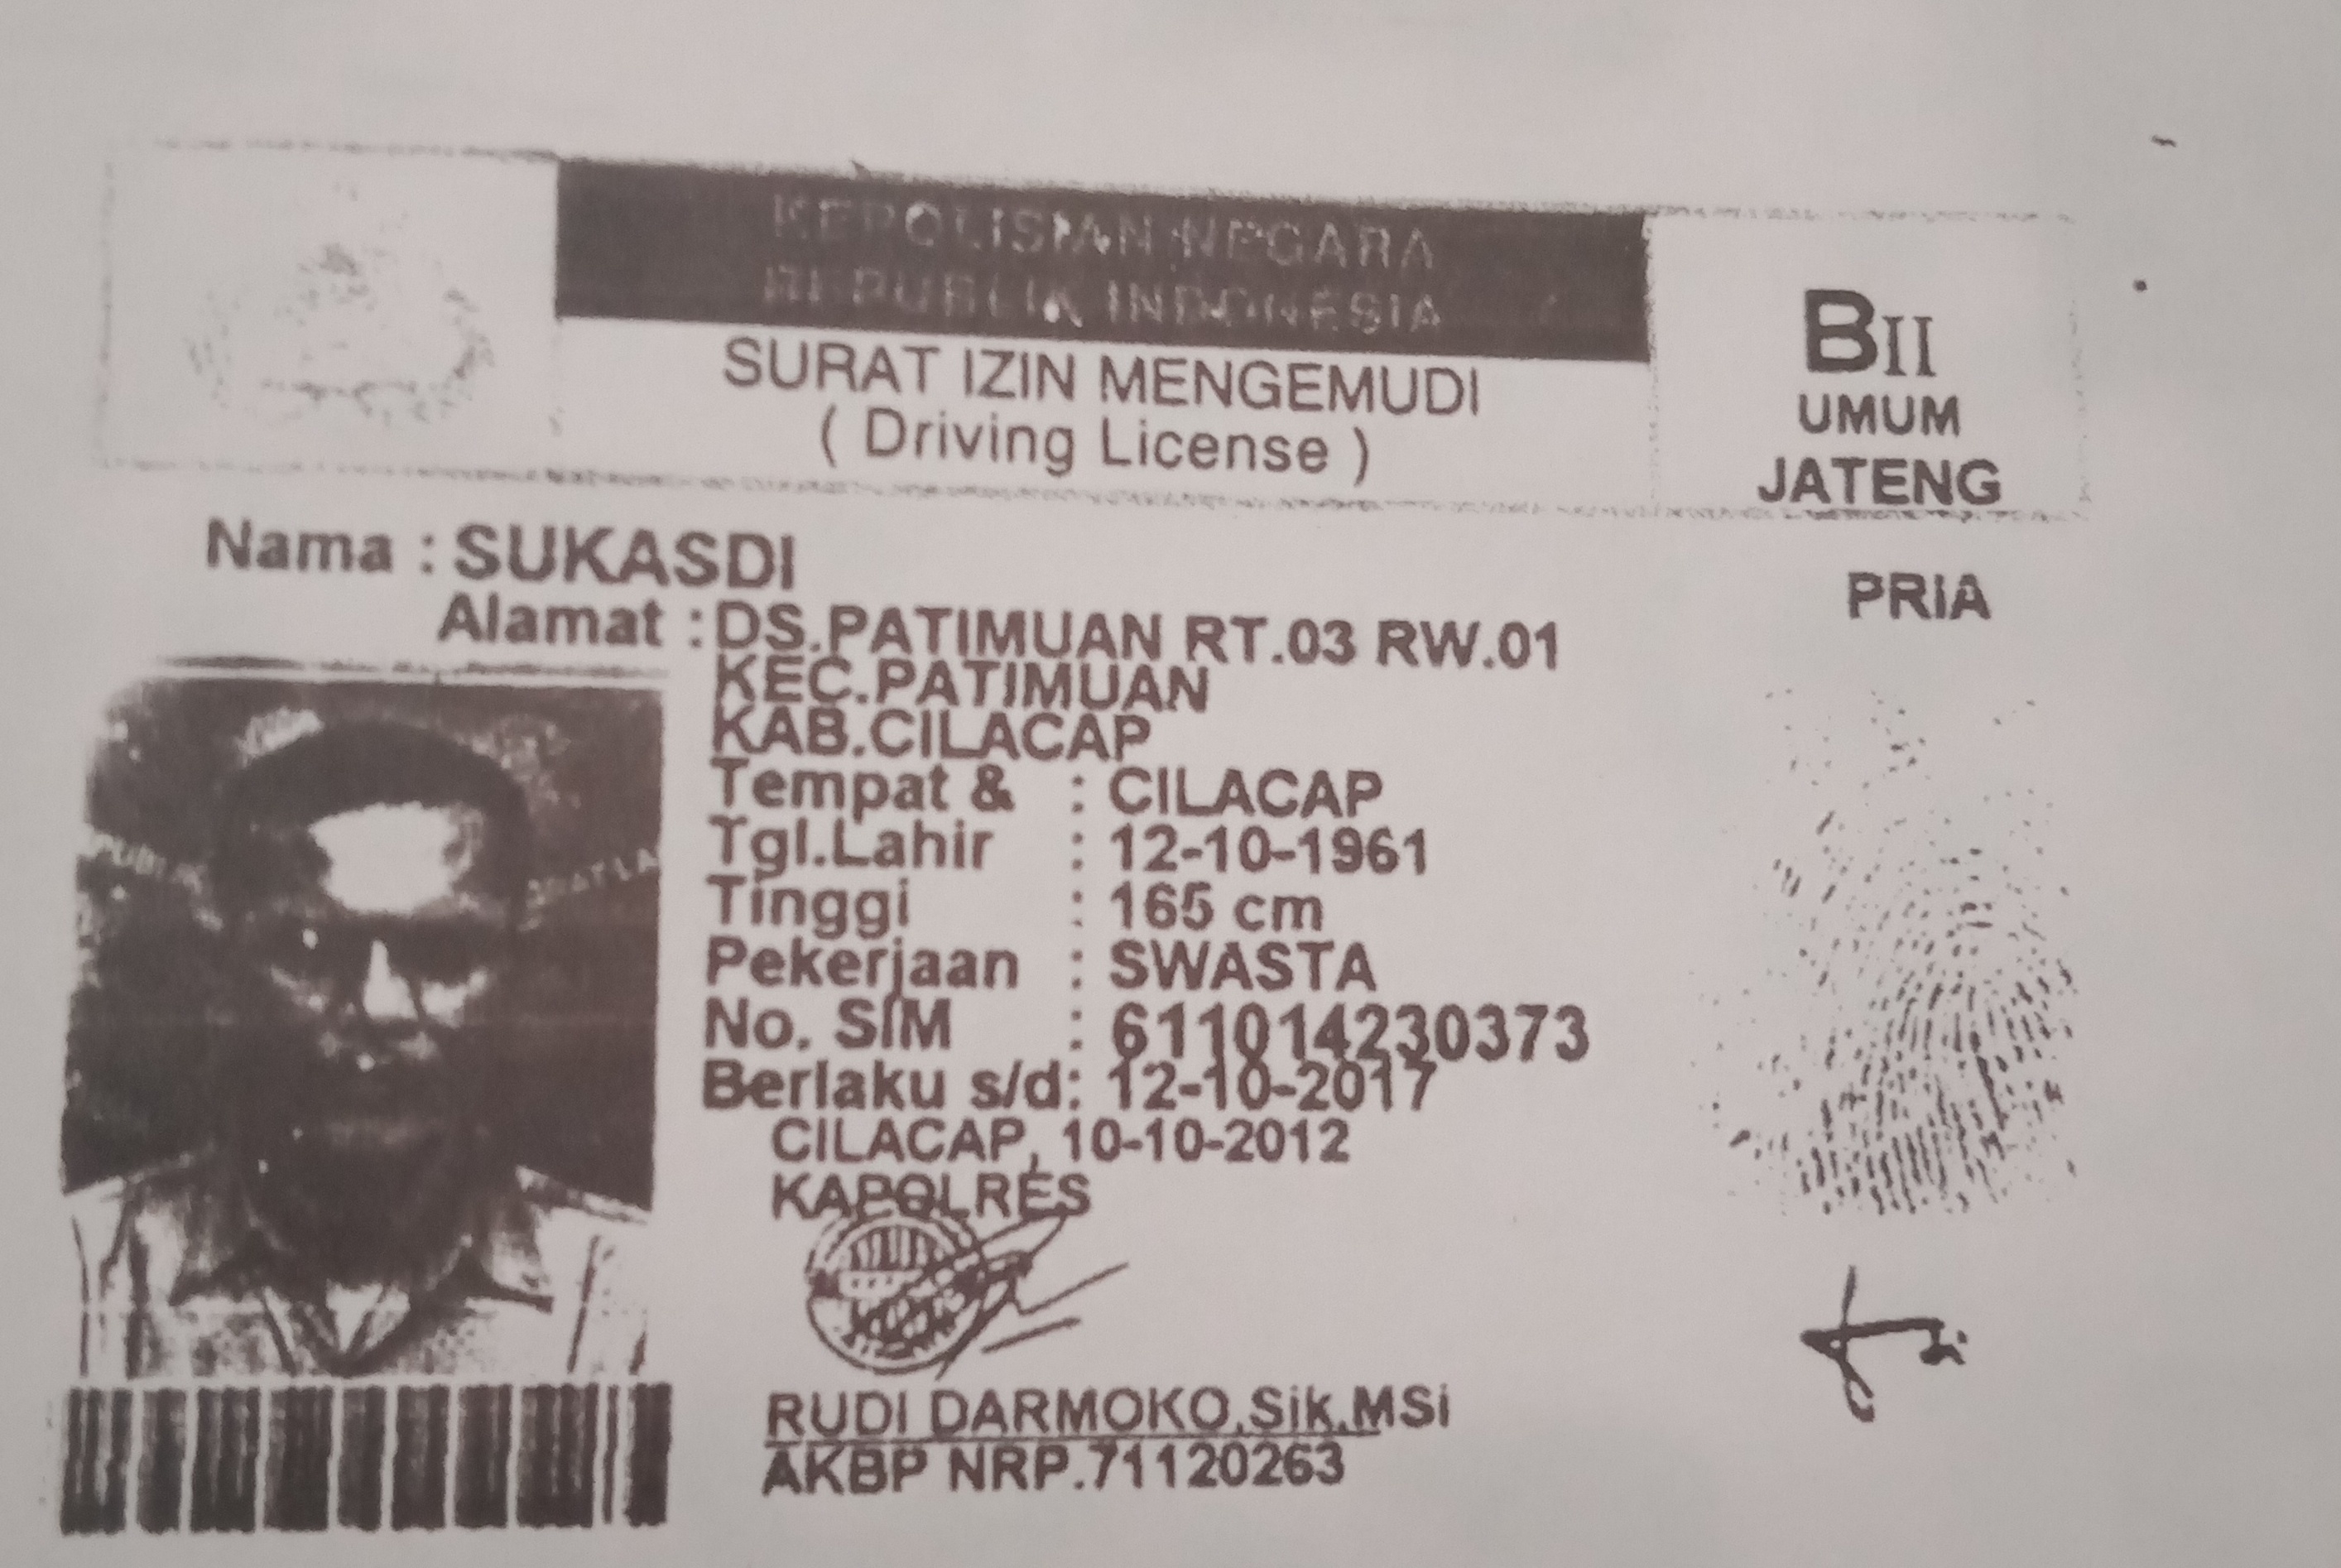 KEPOLISIAN NEGARA
REPUBLIK INDONESIA
SURAT IZIN MENGEMUDI
( Driving License )
BII
UMUM
JATENG
Nama : SUKASDI
PRIA
Alamat : DS.PATIMUAN RT.03 RW.01
KEC.PATIMUAN
KAB.CILACAP
Tempat & : CILACAP
Tgl.Lahir : 12-10-1961
Tinggi : 165 cm
Pekerjaan : SWASTA
No. SIM : 611014230373
Berlaku s/d: 12-10-2017
CILACAP, 10-10-2012
KAPOLRES
RUDI DARMOKO,Sik.MSi
AKBP NRP.71120263